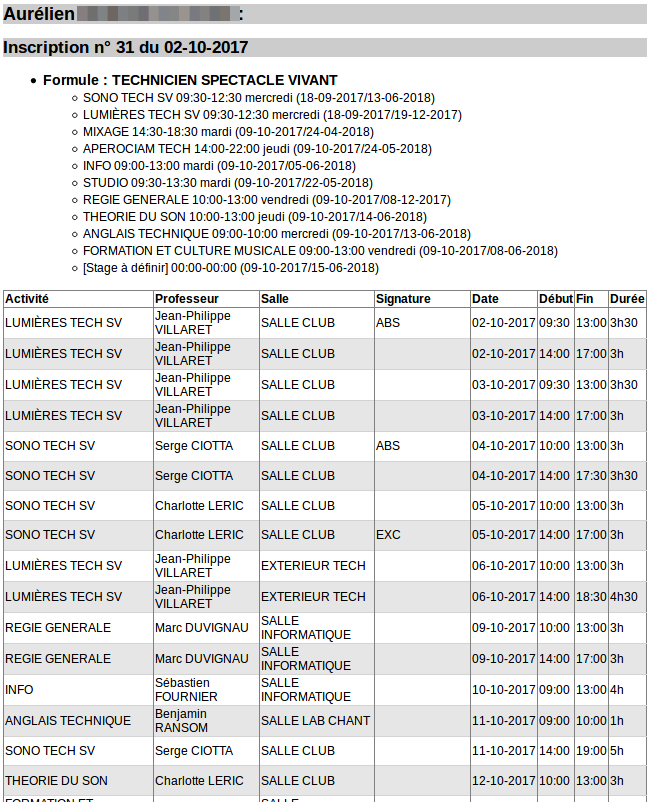 Aurélien :
Inscription n° 31 du 02-10-2017
Formule : TECHNICIEN SPECTACLE VIVANT
SONO TECH SV 09:30-12:30 mercredi (18-09-2017/13-06-2018)
LUMIÈRES TECH SV 09:30-12:30 mercredi (18-09-2017/19-12-2017)
MIXAGE 14:30-18:30 mardi (09-10-2017/24-04-2018)
APEROCIAM TECH 14:00-22:00 jeudi (09-10-2017/24-05-2018)
INFO 09:00-13:00 mardi (09-10-2017/05-06-2018)
STUDIO 09:30-13:30 mardi (09-10-2017/22-05-2018)
REGIE GENERALE 10:00-13:00 vendredi (09-10-2017/08-12-2017)
THEORIE DU SON 10:00-13:00 jeudi (09-10-2017/14-06-2018)
ANGLAIS TECHNIQUE 09:00-10:00 mercredi (09-10-2017/13-06-2018)
FORMATION ET CULTURE MUSICALE 09:00-13:00 vendredi (09-10-2017/08-06-2018)
[Stage à définir] 00:00-00:00 (09-10-2017/15-06-2018)
Activité Professeur Salle Signature Date Début Fin Durée
LUMIÈRES TECH SV Jean-Philippe VILLARET SALLE CLUB ABS 02-10-2017 09:30 13:00 3h30
LUMIÈRES TECH SV Jean-Philippe VILLARET SALLE CLUB 02-10-2017 14:00 17:00 3h
LUMIÈRES TECH SV Jean-Philippe VILLARET SALLE CLUB 03-10-2017 09:30 13:00 3h30
LUMIÈRES TECH SV Jean-Philippe VILLARET SALLE CLUB 03-10-2017 14:00 17:00 3h
SONO TECH SV Serge CIOTTA SALLE CLUB ABS 04-10-2017 10:00 13:00 3h
SONO TECH SV Serge CIOTTA SALLE CLUB 04-10-2017 14:00 17:30 3h30
SONO TECH SV Charlotte LERIC SALLE CLUB 05-10-2017 10:00 13:00 3h
SONO TECH SV Charlotte LERIC SALLE CLUB EXC 05-10-2017 14:00 17:00 3h
LUMIÈRES TECH SV Jean-Philippe VILLARET EXTERIEUR TECH 06-10-2017 10:00 13:00 3h
LUMIÈRES TECH SV Jean-Philippe VILLARET EXTERIEUR TECH 06-10-2017 14:00 18:30 4h30
REGIE GENERALE Marc DUVIGNAU SALLE INFORMATIQUE 09-10-2017 10:00 13:00 3h
REGIE GENERALE Marc DUVIGNAU SALLE INFORMATIQUE 09-10-2017 14:00 17:00 3h
INFO Sébastien FOURNIER SALLE INFORMATIQUE 10-10-2017 09:00 13:00 4h
ANGLAIS TECHNIQUE Benjamin RANSOM SALLE LAB CHANT 11-10-2017 09:00 10:00 1h
SONO TECH SV Serge CIOTTA SALLE CLUB 11-10-2017 14:00 19:00 5h
THEORIE DU SON Charlotte LERIC SALLE CLUB 12-10-2017 10:00 13:00 3h
FORMATION ET SALLE